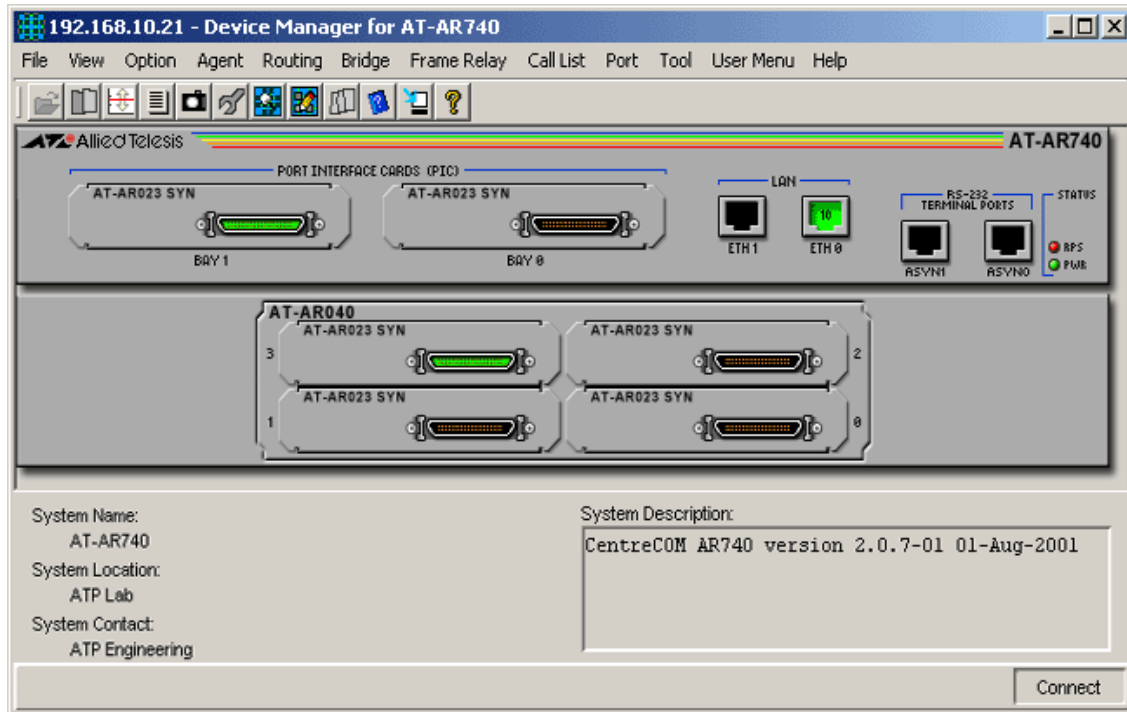 192.168.10.21 - Device Manager for AT-AR740
File View Option Agent Routing Bridge Frame Relay Call List Port Tool User Menu Help
Allied Telesis
AT-AR740
PORT INTERFACE CARDS (PIC)
AT-AR023 SYN
AT-AR023 SYN
BAY 1
BAY 0
LAN
10
ETH 1
ETH 0
RS-232
TERMINAL PORTS
ASYN1
ASYN0
STATUS
RPS
PWR
AT-AR040
AT-AR023 SYN
AT-AR023 SYN
3
2
AT-AR023 SYN
AT-AR023 SYN
1
0
System Name:
AT-AR740
System Location:
ATP Lab
System Contact:
ATP Engineering
System Description:
CentreCOM AR740 version 2.0.7-01 01-Aug-2001
Connect